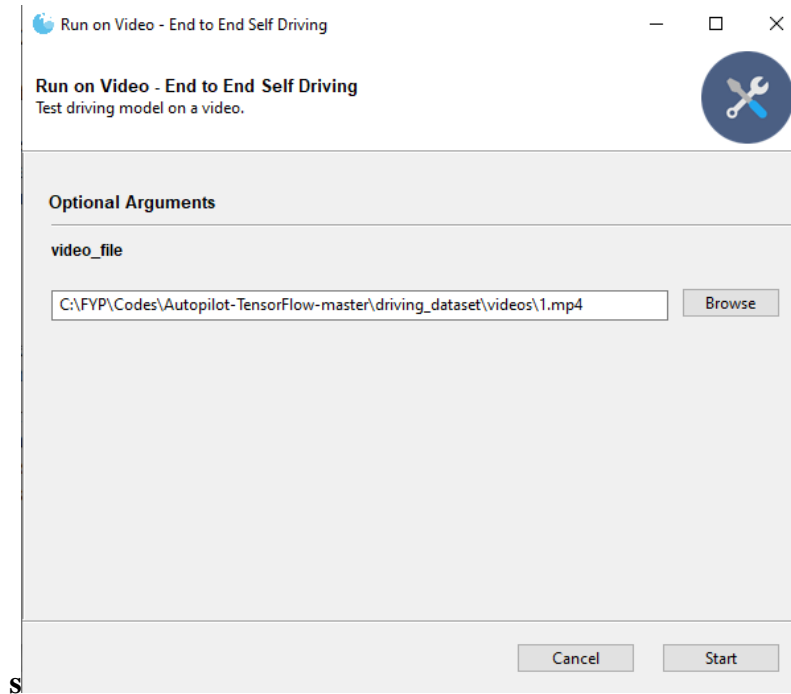 Run on Video - End to End Self Driving
Run on Video - End to End Self Driving
Test driving model on a video.
Optional Arguments
video_file
C:\FYP\Codes\Autopilot-TensorFlow-master\driving_dataset\videos\1.mp4
Browse
Cancel
Start
s